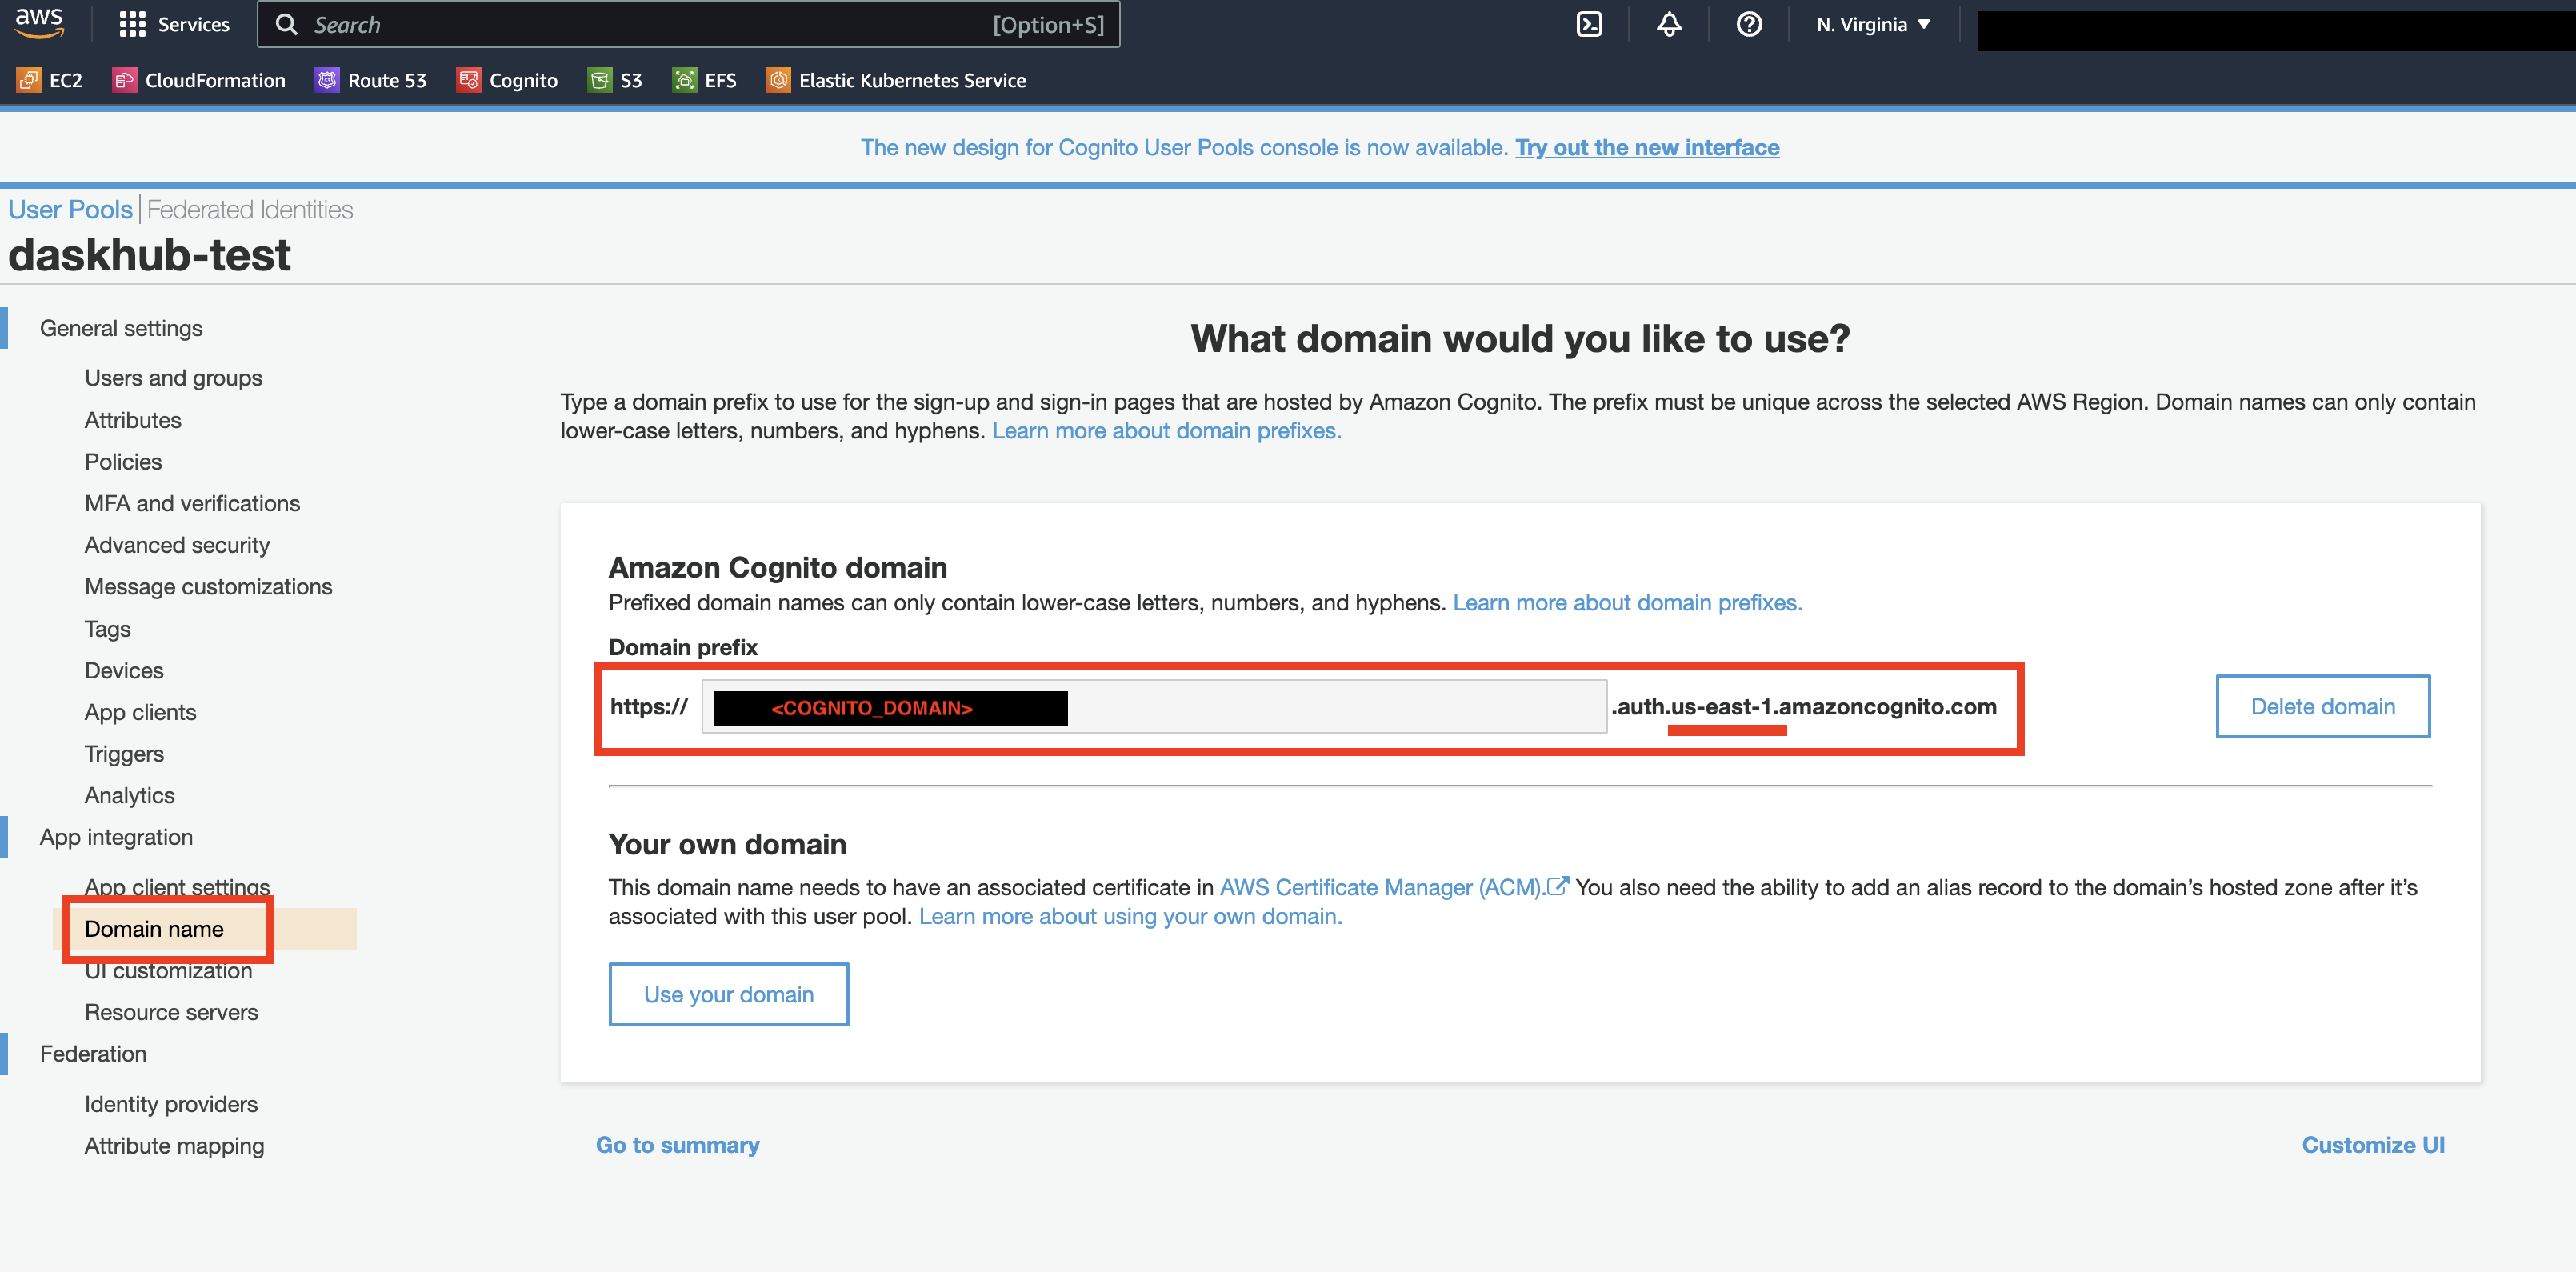 aws
Services
Search
[Option+S]
N. Virginia
EC2
CloudFormation
Route 53
Cognito
S3
EFS
Elastic Kubernetes Service
The new design for Cognito User Pools console is now available. Try out the new interface
User Pools
Federated Identities
daskhub-test
General settings
Users and groups
Attributes
Policies
MFA and verifications
Advanced security
Message customizations
Tags
Devices
App clients
Triggers
Analytics
App integration
App client settings
Domain name
UI customization
Resource servers
Federation
Identity providers
Attribute mapping
What domain would you like to use?
Type a domain prefix to use for the sign-up and sign-in pages that are hosted by Amazon Cognito. The prefix must be unique across the selected AWS Region. Domain names can only contain
lower-case letters, numbers, and hyphens. Learn more about domain prefixes.
Amazon Cognito domain
Prefixed domain names can only contain lower-case letters, numbers, and hyphens. Learn more about domain prefixes.
Domain prefix
https:// <COGNITO_DOMAIN> .auth.us-east-1.amazoncognito.com
Delete domain
Your own domain
This domain name needs to have an associated certificate in AWS Certificate Manager (ACM). You also need the ability to add an alias record to the domain’s hosted zone after it’s
associated with this user pool. Learn more about using your own domain.
Use your domain
Go to summary
Customize UI